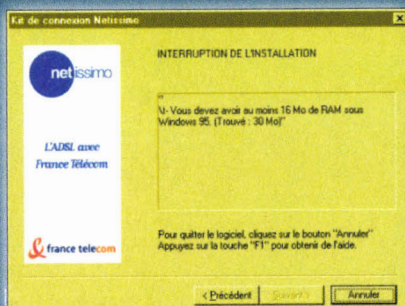 Kit de connexion Netissimo
netissimo
L'ADSL avec
France Télécom
france telecom
INTERRUPTION DE L'INSTALLATION
"
\t- Vous devez avoir au moins 16 Mo de RAM sous
Windows 95. (Trouvé : 30 Mo)"
Pour quitter le logiciel, cliquez sur le bouton "Annuler"
Appuyez sur la touche "F1" pour obtenir de l'aide.
< Précédent
Suivant >
Annuler